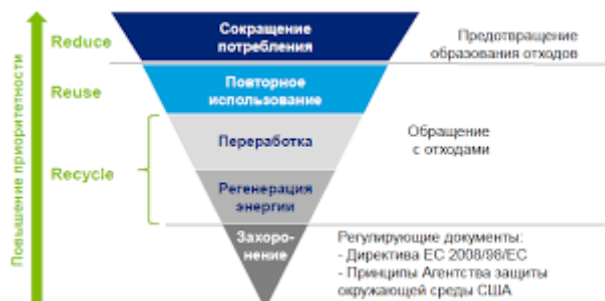 Повышение приоритетности
Reduce
Сокращение
потребления
Предотвращение
образования отходов
Reuse
Повторное
использование
Recycle
Переработка
Обращение
с отходами
Регенерация
энергии
Захоро-
нение
Регулирующие документы:
- Директива ЕС 2008/98/EC
- Принципы Агентства защиты
окружающей среды США